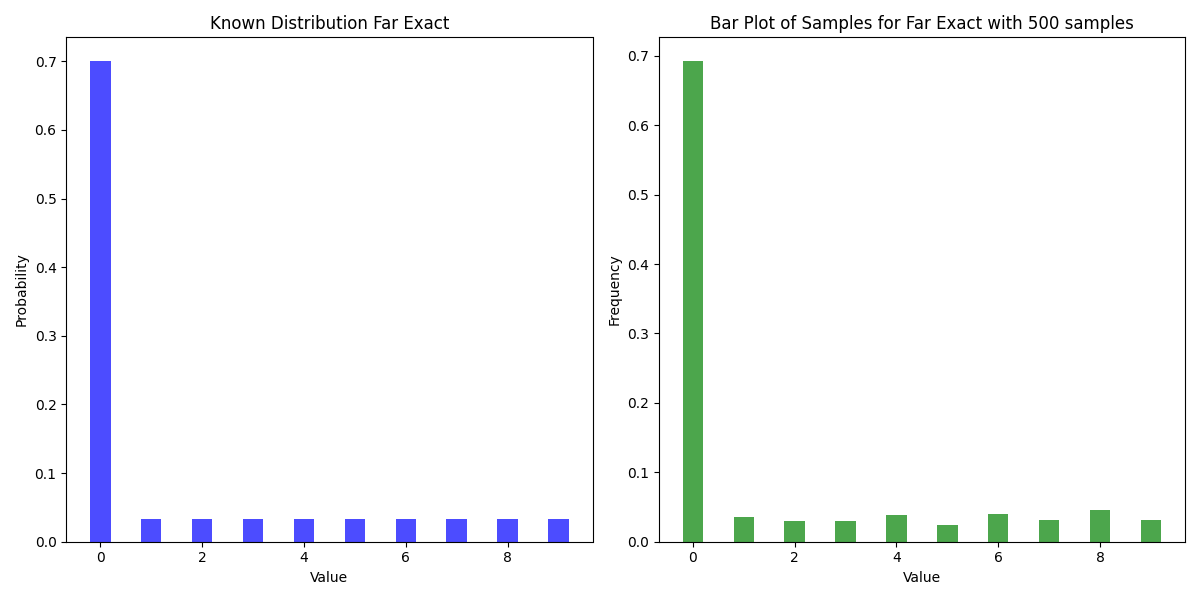 Known Distribution Far Exact
0.7
0.6
0.5
0.4
0.3
0.2
0.1
0.0
Probability
0 2 4 6 8
Value
Bar Plot of Samples for Far Exact with 500 samples
0.7
0.6
0.5
0.4
0.3
0.2
0.1
0.0
Frequency
0 2 4 6 8
Value